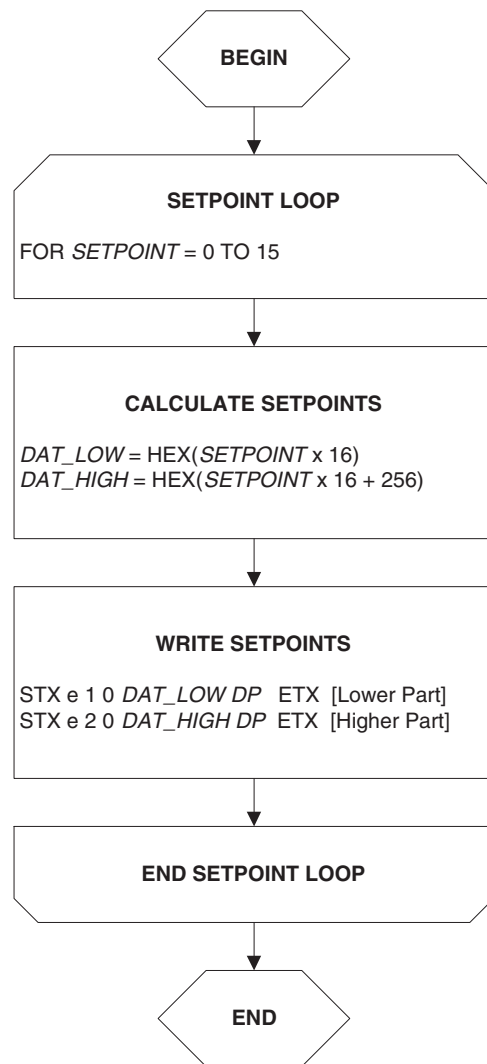 BEGIN
SETPOINT LOOP
FOR SETPOINT = 0 TO 15
CALCULATE SETPOINTS
DAT_LOW = HEX(SETPOINT x 16)
DAT_HIGH = HEX(SETPOINT x 16 + 256)
WRITE SETPOINTS
STX e 1 0 DAT_LOW DP ETX [Lower Part]
STX e 2 0 DAT_HIGH DP ETX [Higher Part]
END SETPOINT LOOP
END